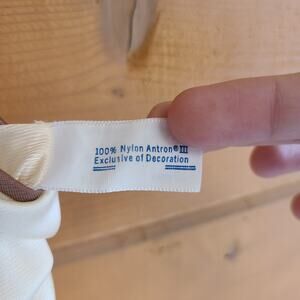 100% Nylon Antron® III
Exclusive of Decoration